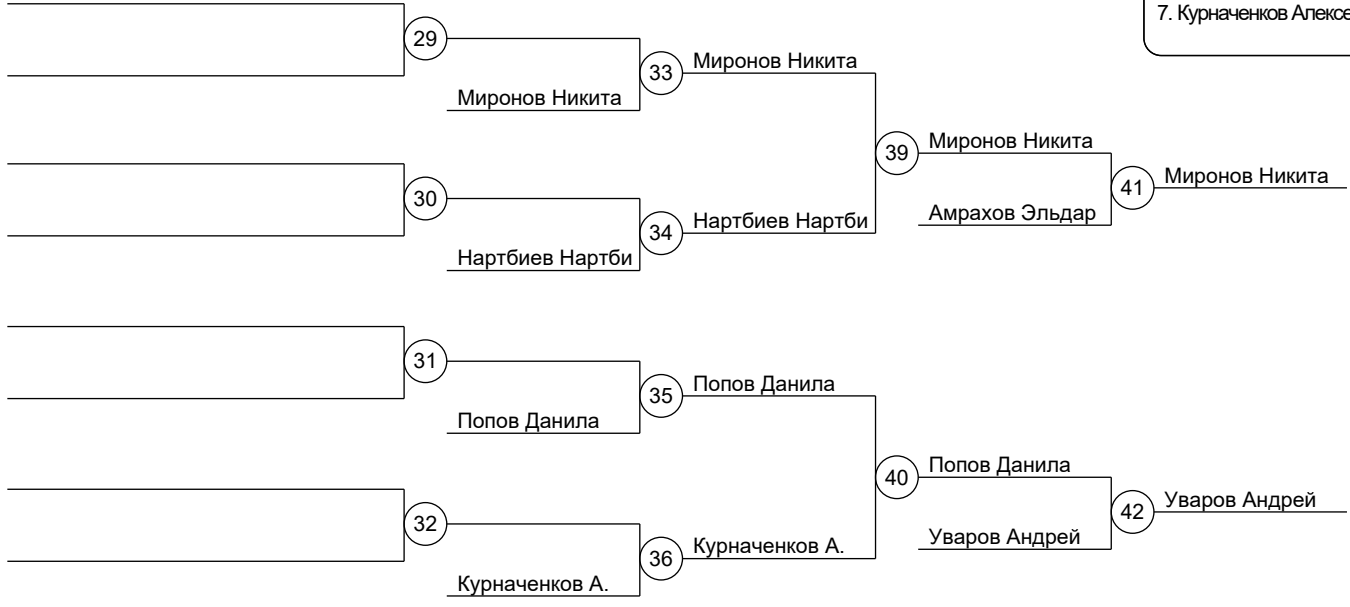 7. Курначенков Алексе
29
33
Миронов Никита
Миронов Никита
39
Миронов Никита
41
Миронов Никита
30
34
Нартбиев Нартби
Амрахов Эльдар
Нартбиев Нартби
31
35
Попов Данила
Попов Данила
40
Попов Данила
42
Уваров Андрей
32
36
Курначенков А.
Уваров Андрей
Курначенков А.